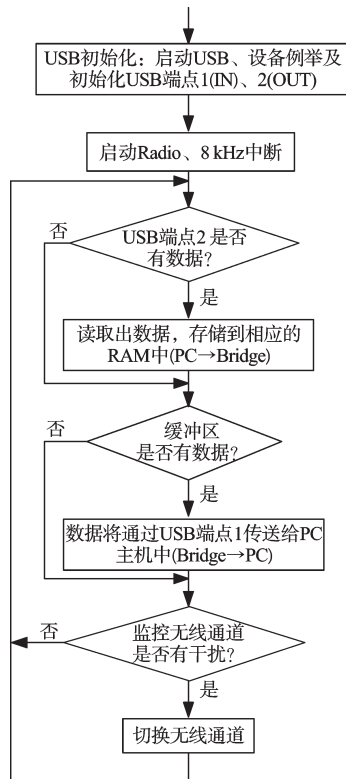 USB初始化：启动USB、设备例举及
初始化USB端点1(IN)、2(OUT)
启动Radio、8 kHz中断
否
USB端点2 是否
有数据?
是
读取出数据，存储到相应的
RAM中(PC→Bridge)
否
缓冲区
是否有数据?
是
数据将通过USB端点1传送给PC
主机中(Bridge→PC)
否
监控无线通道
是否有干扰?
是
切换无线通道